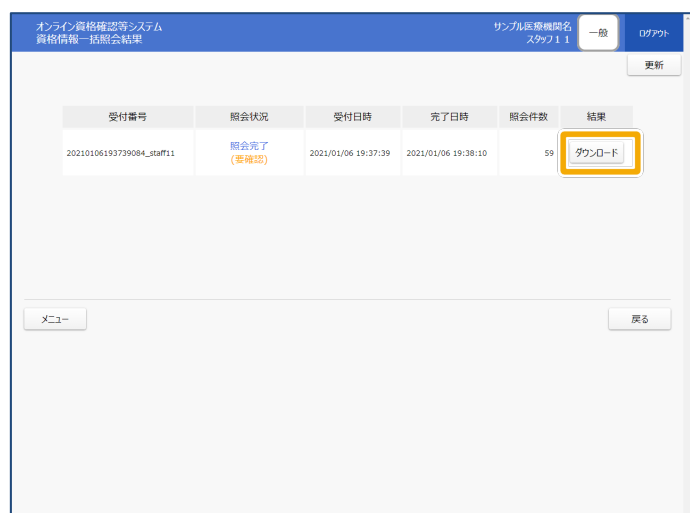 オンライン資格確認等システム
資格情報一括照会結果
サンプル医療機関名
スタッフ１１
一般
ログアウト
更新
受付番号 照会状況 受付日時 完了日時 照会件数 結果
20210106193739084_staff11 照会完了 2021/01/06 19:37:39 2021/01/06 19:38:10 59 ダウンロード
(要確認)
メニュー 戻る